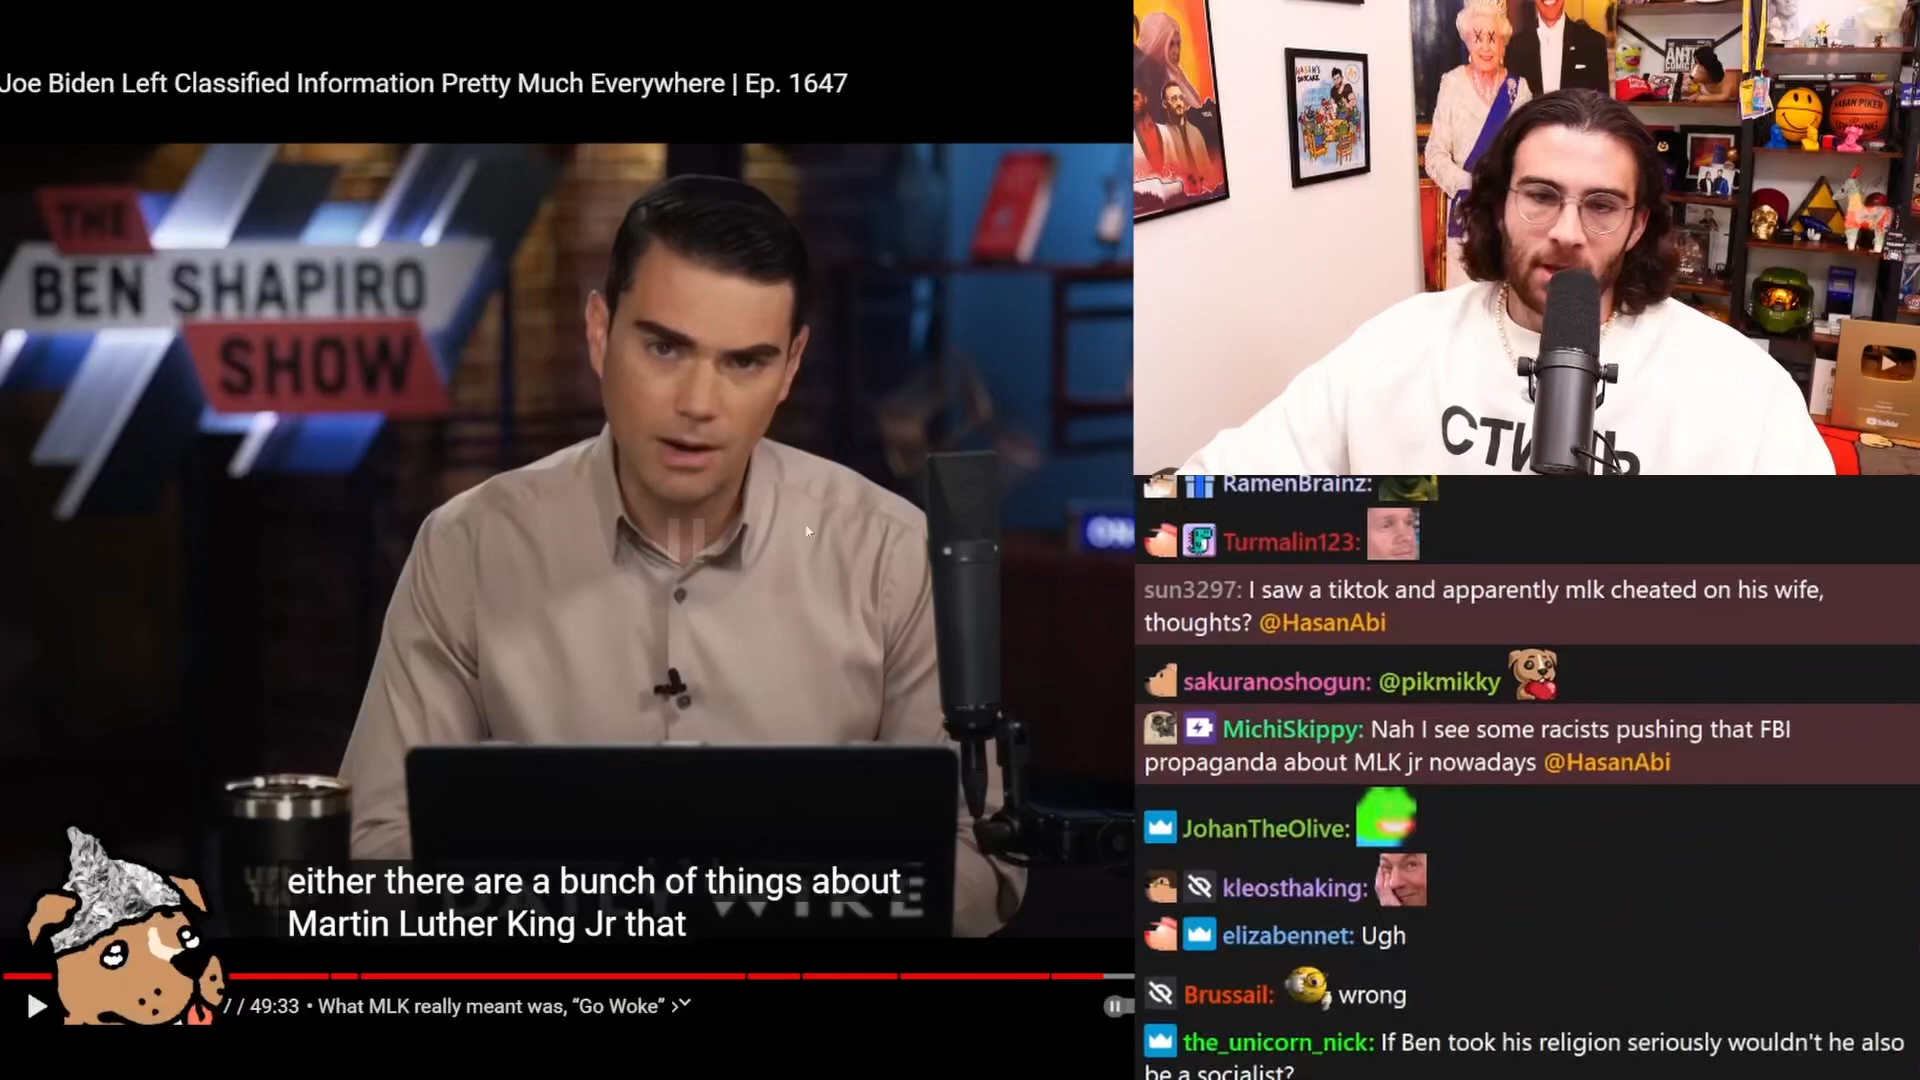 Joe Biden Left Classified Information Pretty Much Everywhere | Ep. 1647
THE
BEN SHAPIRO
SHOW
either there are a bunch of things about
Martin Luther King Jr that
WIRE
/ 49:33 • What MLK really meant was, “Go Woke”
HASAN PIKER
YouTube
RamenBrainz:
Turmalin123:
sun3297: I saw a tiktok and apparently mlk cheated on his wife,
thoughts? @HasanAbi
sakuranoshogun: @pikmikky
MichiSkippy: Nah I see some racists pushing that FBI
propaganda about MLK jr nowadays @HasanAbi
JohanTheOlive:
kleosthaking:
elizabennet: Ugh
Brussail: wrong
the_unicorn_nick: If Ben took his religion seriously wouldn't he also
be a socialist?